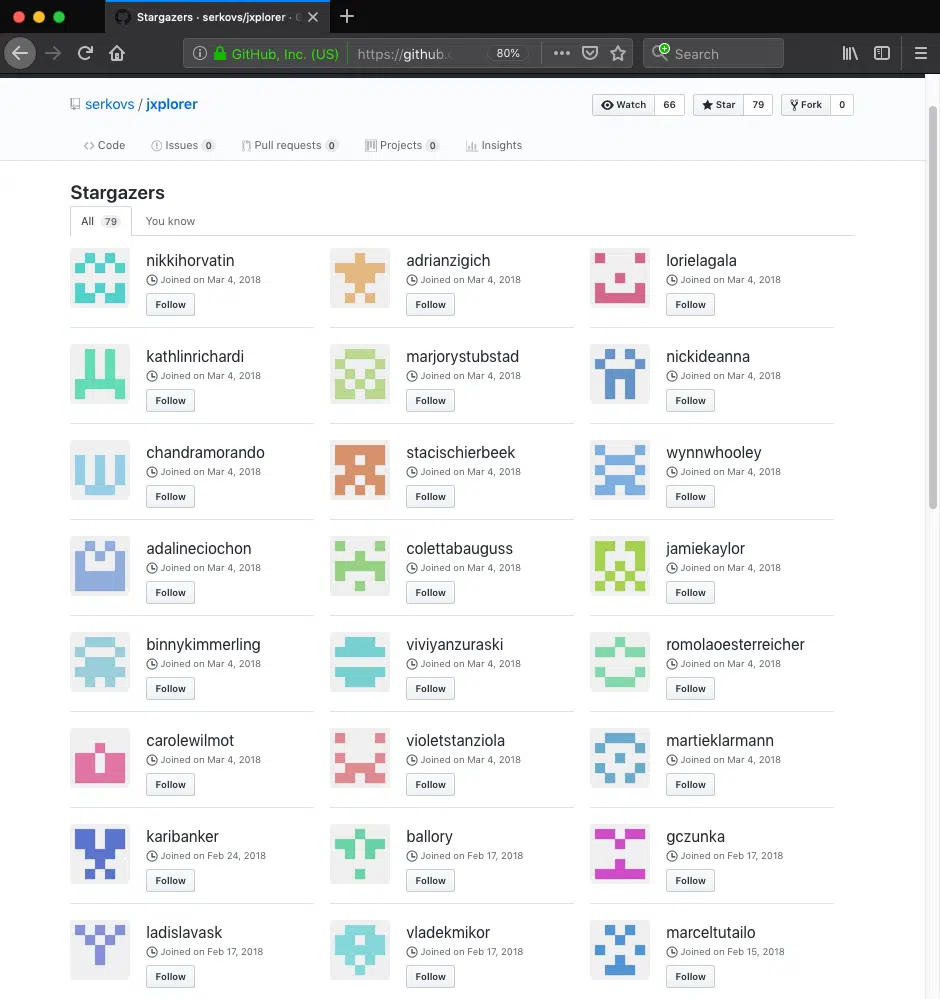 Stargazers · serkovs/jxplorer ·
GitHub, Inc. (US) https://github. 80% Search
serkovs / jxplorer
Watch 66 Star 79 Fork 0
Code Issues 0 Pull requests 0 Projects 0 Insights
Stargazers
All 79 You know
nikkihorvatin adrianzigich lorielagala
Joined on Mar 4, 2018 Joined on Mar 4, 2018 Joined on Mar 4, 2018
Follow Follow Follow
kathlinrichardi marjorystubstad nickideanna
Joined on Mar 4, 2018 Joined on Mar 4, 2018 Joined on Mar 4, 2018
Follow Follow Follow
chandramorando stacischierbeek wynnwhooley
Joined on Mar 4, 2018 Joined on Mar 4, 2018 Joined on Mar 4, 2018
Follow Follow Follow
adalineciochon colettabauguss jamiekaylor
Joined on Mar 4, 2018 Joined on Mar 4, 2018 Joined on Mar 4, 2018
Follow Follow Follow
binnykimmerling viviyanzuraski romolaoesterreicher
Joined on Mar 4, 2018 Joined on Mar 4, 2018 Joined on Mar 4, 2018
Follow Follow Follow
carolewilmot violetstanziola martieklarmann
Joined on Mar 4, 2018 Joined on Mar 4, 2018 Joined on Mar 4, 2018
Follow Follow Follow
karibanker ballory gczunka
Joined on Feb 24, 2018 Joined on Feb 17, 2018 Joined on Feb 17, 2018
Follow Follow Follow
ladislavask vladekmikor marceltutailo
Joined on Feb 17, 2018 Joined on Feb 17, 2018 Joined on Feb 15, 2018
Follow Follow Follow